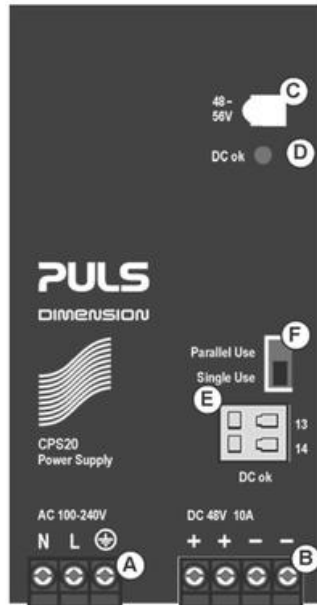 C
48–
56V
DC ok D
PULS
DIMENSION
F
Parallel Use
Single Use
E
13
14
CPS20
Power Supply
DC ok
AC 100-240V DC 48V 10A
N L + + – –
A B